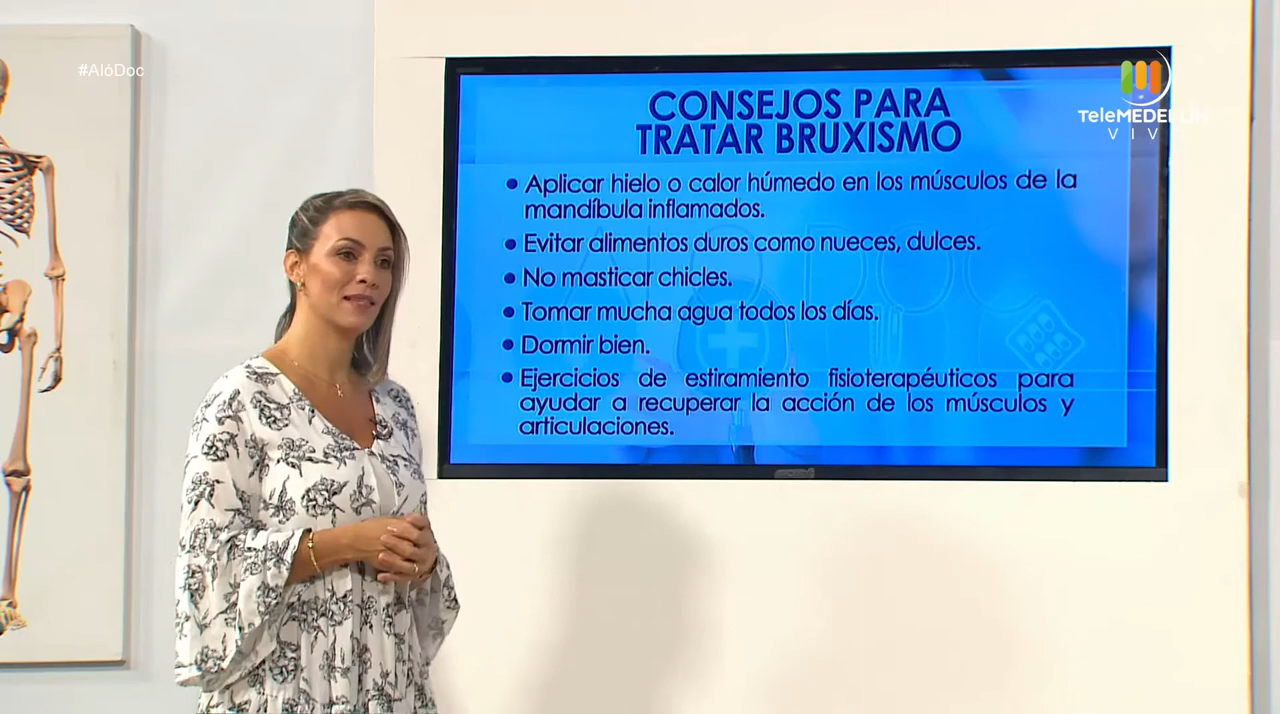 #AlóDoc
TeleMEDELLÍN
VIV
CONSEJOS PARA
TRATAR BRUXISMO
• Aplicar hielo o calor húmedo en los músculos de la
mandíbula inflamados.
• Evitar alimentos duros como nueces, dulces.
• No masticar chicles.
• Tomar mucha agua todos los días.
• Dormir bien.
• Ejercicios de estiramiento fisioterapéuticos para
ayudar a recuperar la acción de los músculos y
articulaciones.